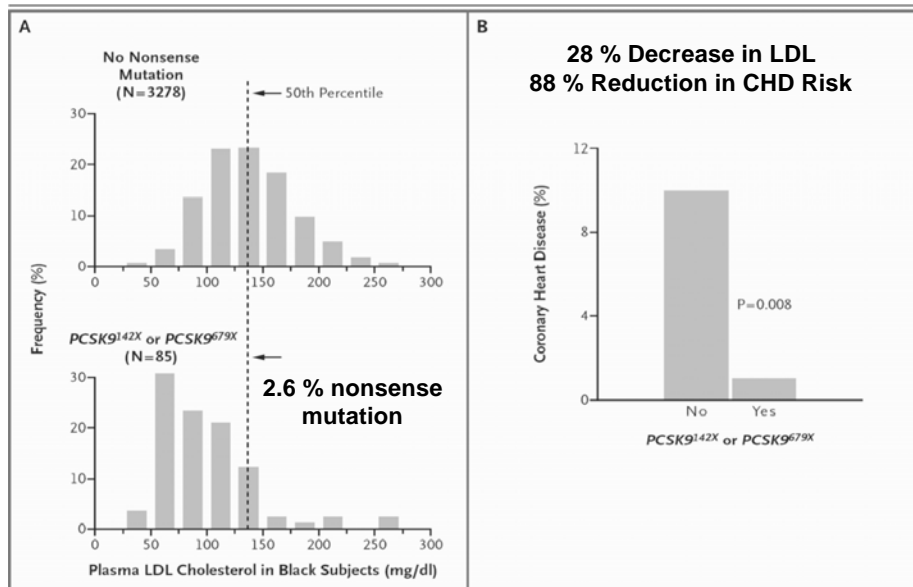 A
No Nonsense
Mutation
(N=3278)
50th Percentile
30
20
10
0
0 50 100 150 200 250 300
Frequency (%)
PCSK9142X or PCSK9679X
(N=85)
2.6 % nonsense
mutation
30
20
10
0
0 50 100 150 200 250 300
Plasma LDL Cholesterol in Black Subjects (mg/dl)
B
28 % Decrease in LDL
88 % Reduction in CHD Risk
12
8
4
0
Coronary Heart Disease (%)
P=0.008
No Yes
PCSK9142X or PCSK9679X